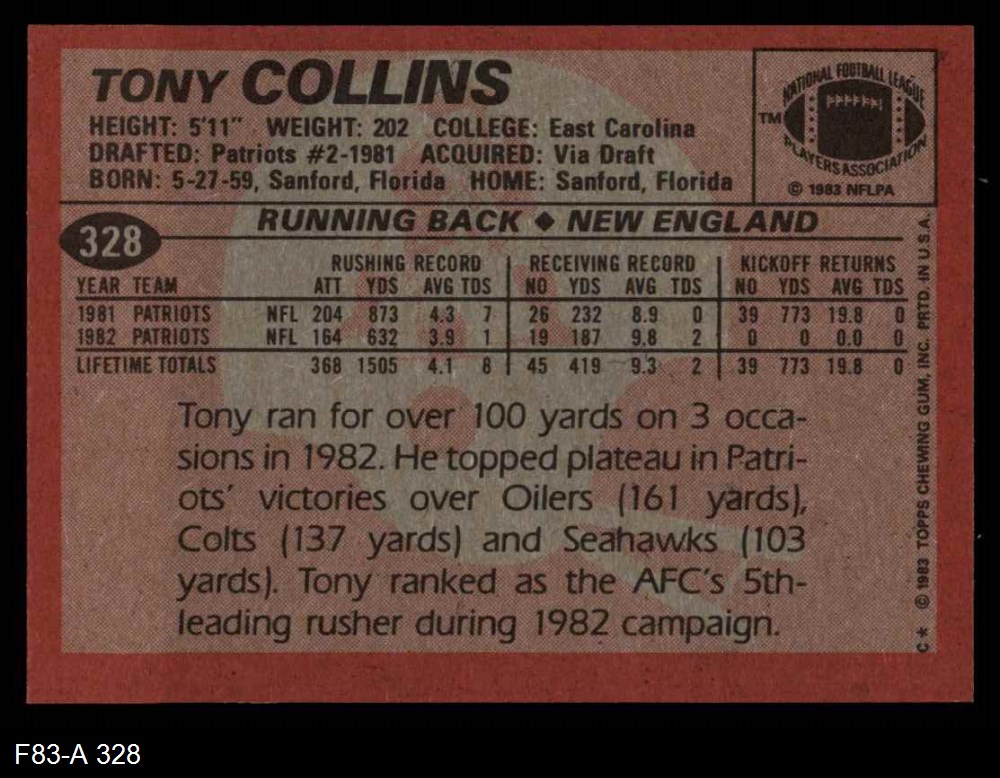 TONY COLLINS
HEIGHT: 5'11" WEIGHT: 202 COLLEGE: East Carolina
DRAFTED: Patriots #2-1981 ACQUIRED: Via Draft
BORN: 5-27-59, Sanford, Florida HOME: Sanford, Florida
NATIONAL FOOTBALL LEAGUE
TM
PLAYERS ASSOCIATION
© 1983 NFLPA
328
RUNNING BACK ◆ NEW ENGLAND
RUSHING RECORD RECEIVING RECORD KICKOFF RETURNS
YEAR TEAM ATT YDS AVG TDS NO YDS AVG TDS NO YDS AVG TDS
1981 PATRIOTS NFL 204 873 4.3 7 26 232 8.9 0 39 773 19.8 0
1982 PATRIOTS NFL 164 632 3.9 1 19 187 9.8 2 0 0 0.0 0
LIFETIME TOTALS 368 1505 4.1 8 45 419 9.3 2 39 773 19.8 0
Tony ran for over 100 yards on 3 occa-
sions in 1982. He topped plateau in Patri-
ots' victories over Oilers (161 yards),
Colts (137 yards) and Seahawks (103
yards). Tony ranked as the AFC's 5th-
leading rusher during 1982 campaign.
C* © 1983 TOPPS CHEWING GUM, INC. PRTD. IN U.S.A.
F83-A 328